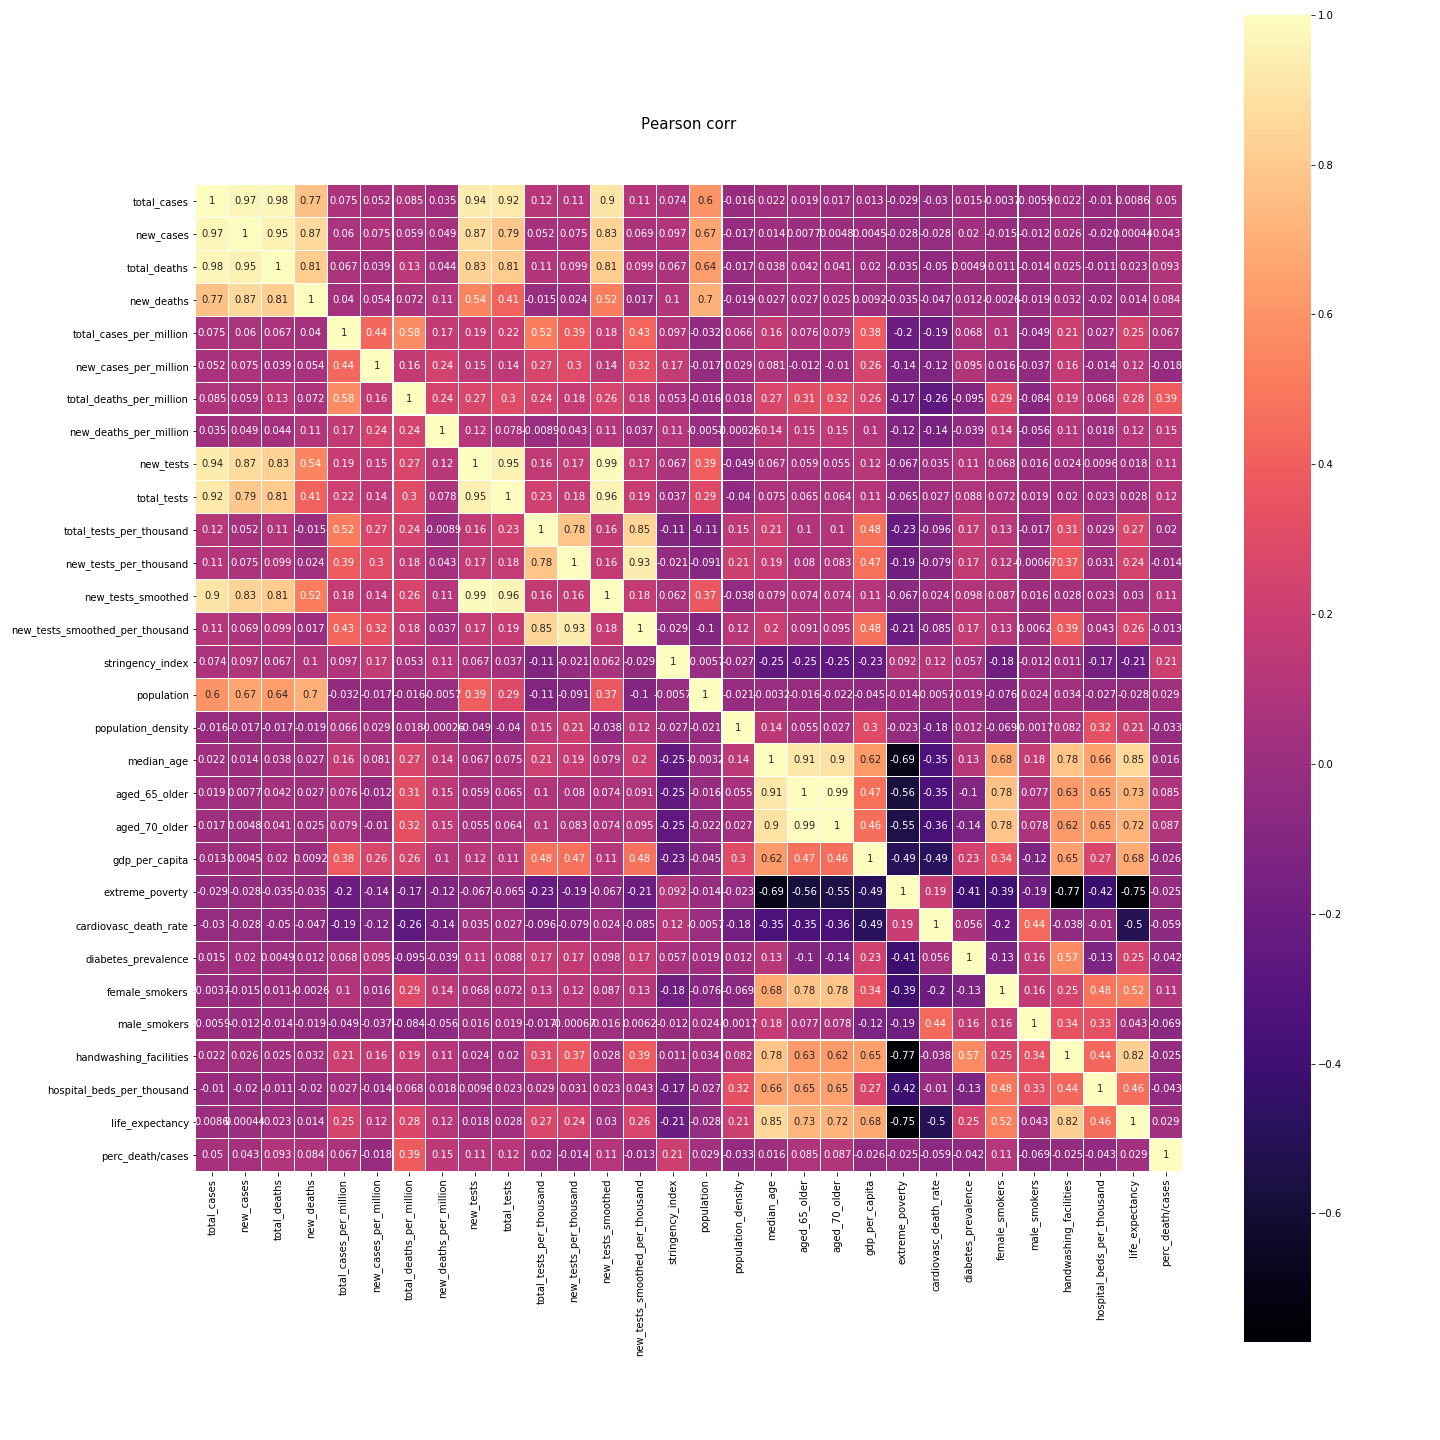 Pearson corr
total_cases 1 0.97 0.98 0.77 0.075 0.052 0.085 0.035 0.94 0.92 0.12 0.11 0.9 0.11 0.074 0.6 -0.016 0.022 0.019 0.017 0.013 -0.029 -0.03 0.015 -0.0037 -0.0059 0.022 -0.01 0.0086 0.05
new_cases 0.97 1 0.95 0.87 0.06 0.075 0.059 0.049 0.87 0.79 0.052 0.075 0.83 0.069 0.097 0.67 -0.017 0.014 0.0077 0.0048 0.0045 -0.028 -0.028 0.02 -0.015 -0.012 0.026 -0.02 0.00044 0.043
total_deaths 0.98 0.95 1 0.81 0.067 0.039 0.13 0.044 0.83 0.81 0.11 0.099 0.81 0.099 0.067 0.64 -0.017 0.038 0.042 0.041 0.02 -0.035 -0.05 0.0049 0.011 -0.014 0.025 -0.011 0.023 0.093
new_deaths 0.77 0.87 0.81 1 0.04 0.054 0.072 0.11 0.54 0.41 -0.015 0.024 0.52 0.017 0.1 0.7 -0.019 0.027 0.027 0.025 0.0092 -0.035 -0.047 0.012 -0.0026 -0.019 0.032 -0.02 0.014 0.084
total_cases_per_million 0.075 0.06 0.067 0.04 1 0.44 0.58 0.17 0.19 0.22 0.52 0.39 0.18 0.43 0.097 -0.032 0.066 0.16 0.076 0.079 0.38 -0.2 -0.19 0.068 0.1 -0.049 0.21 0.027 0.25 0.067
new_cases_per_million 0.052 0.075 0.039 0.054 0.44 1 0.16 0.24 0.15 0.14 0.27 0.3 0.14 0.32 0.17 -0.017 0.029 0.081 -0.012 -0.01 0.26 -0.14 -0.12 0.095 0.016 -0.037 0.16 -0.014 0.12 -0.018
total_deaths_per_million 0.085 0.059 0.13 0.072 0.58 0.16 1 0.24 0.27 0.3 0.24 0.18 0.26 0.18 0.053 -0.016 0.018 0.27 0.31 0.32 0.26 -0.17 -0.26 -0.095 0.29 -0.084 0.19 0.068 0.28 0.39
new_deaths_per_million 0.035 0.049 0.044 0.11 0.17 0.24 0.24 1 0.12 0.078 -0.0089 0.043 0.11 0.037 0.11 -0.0057 -0.00026 0.14 0.15 0.15 0.1 -0.12 -0.14 -0.039 0.14 -0.056 0.11 0.018 0.12 0.15
new_tests 0.94 0.87 0.83 0.54 0.19 0.15 0.27 0.12 1 0.95 0.16 0.17 0.99 0.17 0.067 0.39 -0.049 0.067 0.059 0.055 0.12 -0.067 0.035 0.11 0.068 0.016 0.024 0.0096 0.018 0.11
total_tests 0.92 0.79 0.81 0.41 0.22 0.14 0.3 0.078 0.95 1 0.23 0.18 0.96 0.19 0.037 0.29 -0.04 0.075 0.065 0.064 0.11 -0.065 0.027 0.088 0.072 0.019 0.02 0.023 0.028 0.12
total_tests_per_thousand 0.12 0.052 0.11 -0.015 0.52 0.27 0.24 -0.0089 0.16 0.23 1 0.78 0.16 0.85 -0.11 -0.11 0.15 0.21 0.1 0.1 0.48 -0.23 -0.096 0.17 0.13 -0.017 0.31 0.029 0.27 0.02
new_tests_per_thousand 0.11 0.075 0.099 0.024 0.39 0.3 0.18 0.043 0.17 0.18 0.78 1 0.16 0.93 -0.021 -0.091 0.21 0.19 0.08 0.083 0.47 -0.19 -0.079 0.17 0.12 -0.00067 0.37 0.031 0.24 -0.014
new_tests_smoothed 0.9 0.83 0.81 0.52 0.18 0.14 0.26 0.11 0.99 0.96 0.16 0.16 1 0.18 0.062 0.37 -0.038 0.079 0.074 0.074 0.11 -0.067 0.024 0.098 0.087 0.016 0.028 0.023 0.03 0.11
new_tests_smoothed_per_thousand 0.11 0.069 0.099 0.017 0.43 0.32 0.18 0.037 0.17 0.19 0.85 0.93 0.18 1 -0.029 -0.1 0.12 0.2 0.091 0.095 0.48 -0.21 -0.085 0.17 0.13 0.0062 0.39 0.043 0.26 -0.013
stringency_index 0.074 0.097 0.067 0.1 0.097 0.17 0.053 0.11 0.067 0.037 -0.11 -0.021 0.062 -0.029 1 -0.0057 -0.027 -0.25 -0.25 -0.25 -0.23 0.092 0.12 0.057 -0.18 -0.012 0.011 -0.17 -0.21 0.21
population 0.6 0.67 0.64 0.7 -0.032 -0.017 -0.016 -0.0057 0.39 0.29 -0.11 -0.091 0.37 -0.1 -0.0057 1 -0.021 -0.0032 -0.016 -0.022 -0.045 -0.014 -0.0057 0.019 -0.076 0.024 0.034 -0.027 -0.028 0.029
population_density -0.016 -0.017 -0.017 -0.019 0.066 0.029 0.018 -0.00026 -0.049 -0.04 0.15 0.21 -0.038 0.12 -0.027 -0.021 1 0.14 0.055 0.027 0.3 -0.023 -0.18 0.012 -0.069 -0.0017 0.082 0.32 0.21 -0.033
median_age 0.022 0.014 0.038 0.027 0.16 0.081 0.27 0.14 0.067 0.075 0.21 0.19 0.079 0.2 -0.25 -0.0032 0.14 1 0.91 0.9 0.62 -0.69 -0.35 0.13 0.68 0.18 0.78 0.66 0.85 0.016
aged_65_older 0.019 0.0077 0.042 0.027 0.076 -0.012 0.31 0.15 0.059 0.065 0.1 0.08 0.074 0.091 -0.25 -0.016 0.055 0.91 1 0.99 0.47 -0.56 -0.35 -0.1 0.78 0.077 0.63 0.65 0.73 0.085
aged_70_older 0.017 0.0048 0.041 0.025 0.079 -0.01 0.32 0.15 0.055 0.064 0.1 0.083 0.074 0.095 -0.25 -0.022 0.027 0.9 0.99 1 0.46 -0.55 -0.36 -0.14 0.78 0.078 0.62 0.65 0.72 0.087
gdp_per_capita 0.013 0.0045 0.02 0.0092 0.38 0.26 0.26 0.1 0.12 0.11 0.48 0.47 0.11 0.48 -0.23 -0.045 0.3 0.62 0.47 0.46 1 -0.49 -0.49 0.23 0.34 -0.12 0.65 0.27 0.68 -0.026
extreme_poverty -0.029 -0.028 -0.035 -0.035 -0.2 -0.14 -0.17 -0.12 -0.067 -0.065 -0.23 -0.19 -0.067 -0.21 0.092 -0.014 -0.023 -0.69 -0.56 -0.55 -0.49 1 0.19 -0.41 -0.39 -0.19 -0.77 -0.42 -0.75 -0.025
cardiovasc_death_rate -0.03 -0.028 -0.05 -0.047 -0.19 -0.12 -0.26 -0.14 0.035 0.027 -0.096 -0.079 0.024 -0.085 0.12 -0.0057 -0.18 -0.35 -0.35 -0.36 -0.49 0.19 1 0.056 -0.2 0.44 -0.038 -0.01 -0.5 -0.059
diabetes_prevalence 0.015 0.02 0.0049 0.012 0.068 0.095 -0.095 -0.039 0.11 0.088 0.17 0.17 0.098 0.17 0.057 0.019 0.012 0.13 -0.1 -0.14 0.23 -0.41 0.056 1 -0.13 0.16 0.57 -0.13 0.25 -0.042
female_smokers -0.0037 -0.015 0.011 -0.0026 0.1 0.016 0.29 0.14 0.068 0.072 0.13 0.12 0.087 0.13 -0.18 -0.076 -0.069 0.68 0.78 0.78 0.34 -0.39 -0.2 -0.13 1 0.16 0.25 0.48 0.52 0.11
male_smokers -0.0059 -0.012 -0.014 -0.019 -0.049 -0.037 -0.084 -0.056 0.016 0.019 -0.017 -0.00067 0.016 0.0062 -0.012 0.024 -0.0017 0.18 0.077 0.078 -0.12 -0.19 0.44 0.16 0.16 1 0.34 0.33 0.043 -0.069
handwashing_facilities 0.022 0.026 0.025 0.032 0.21 0.16 0.19 0.11 0.024 0.02 0.31 0.37 0.028 0.39 0.011 0.034 0.082 0.78 0.63 0.62 0.65 -0.77 -0.038 0.57 0.25 0.34 1 0.44 0.82 -0.025
hospital_beds_per_thousand -0.01 -0.02 -0.011 -0.02 0.027 -0.014 0.068 0.018 0.0096 0.023 0.029 0.031 0.023 0.043 -0.17 -0.027 0.32 0.66 0.65 0.65 0.27 -0.42 -0.01 -0.13 0.48 0.33 0.44 1 0.46 -0.043
life_expectancy 0.0086 0.00044 0.023 0.014 0.25 0.12 0.28 0.12 0.018 0.028 0.27 0.24 0.03 0.26 -0.21 -0.028 0.21 0.85 0.73 0.72 0.68 -0.75 -0.5 0.25 0.52 0.043 0.82 0.46 1 0.029
perc_death/cases 0.05 0.043 0.093 0.084 0.067 -0.018 0.39 0.15 0.11 0.12 0.02 -0.014 0.11 -0.013 0.21 0.029 -0.033 0.016 0.085 0.087 -0.026 -0.025 -0.059 -0.042 0.11 -0.069 -0.025 -0.043 0.029 1
total_cases
new_cases
total_deaths
new_deaths
total_cases_per_million
new_cases_per_million
total_deaths_per_million
new_deaths_per_million
new_tests
total_tests
total_tests_per_thousand
new_tests_per_thousand
new_tests_smoothed
new_tests_smoothed_per_thousand
stringency_index
population
population_density
median_age
aged_65_older
aged_70_older
gdp_per_capita
extreme_poverty
cardiovasc_death_rate
diabetes_prevalence
female_smokers
male_smokers
handwashing_facilities
hospital_beds_per_thousand
life_expectancy
perc_death/cases
1.0
0.8
0.6
0.4
0.2
0.0
−0.2
−0.4
−0.6